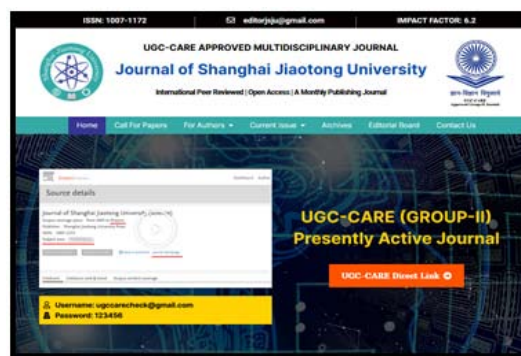 ISSN: 1007-1172
editorjsju@gmail.com
IMPACT FACTOR: 6.2
UGC-CARE APPROVED MULTIDISCIPLINARY JOURNAL
Journal of Shanghai Jiaotong University
International Peer Reviewed | Open Access | A Monthly Publishing Journal
Home
Call For Papers
For Authors
Current Issue
Archives
Editorial Board
Contact Us
Source details
Journal of Shanghai Jiaotong University (Science)
UGC-CARE (GROUP-II)
Presently Active Journal
UGC-CARE Direct Link
Username: ugccarecheck@gmail.com
Password: 123456